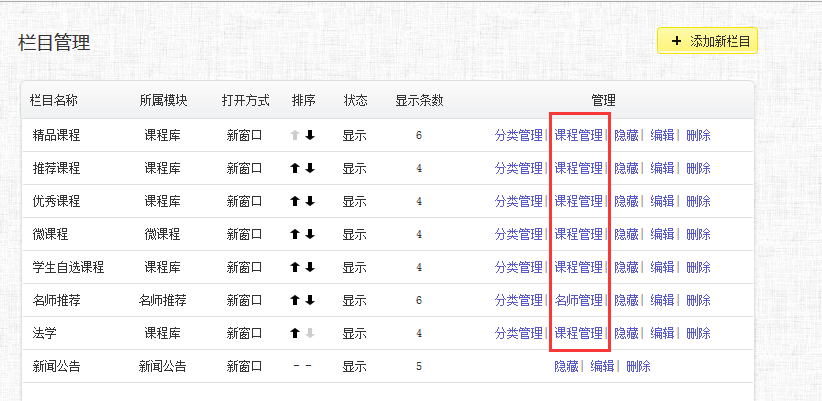 栏目管理
+ 添加新栏目
栏目名称 所属模块 打开方式 排序 状态 显示条数 管理
精品课程 课程库 新窗口 显示 6 分类管理| 课程管理| 隐藏| 编辑| 删除
推荐课程 课程库 新窗口 显示 4 分类管理| 课程管理| 隐藏| 编辑| 删除
优秀课程 课程库 新窗口 显示 4 分类管理| 课程管理| 隐藏| 编辑| 删除
微课程 微课程 新窗口 显示 4 分类管理| 课程管理| 隐藏| 编辑| 删除
学生自选课程 课程库 新窗口 显示 4 分类管理| 课程管理| 隐藏| 编辑| 删除
名师推荐 名师推荐 新窗口 显示 6 分类管理| 名师管理| 隐藏| 编辑| 删除
法学 课程库 新窗口 显示 4 分类管理| 课程管理| 隐藏| 编辑| 删除
新闻公告 新闻公告 新窗口 - - 显示 5 隐藏| 编辑| 删除